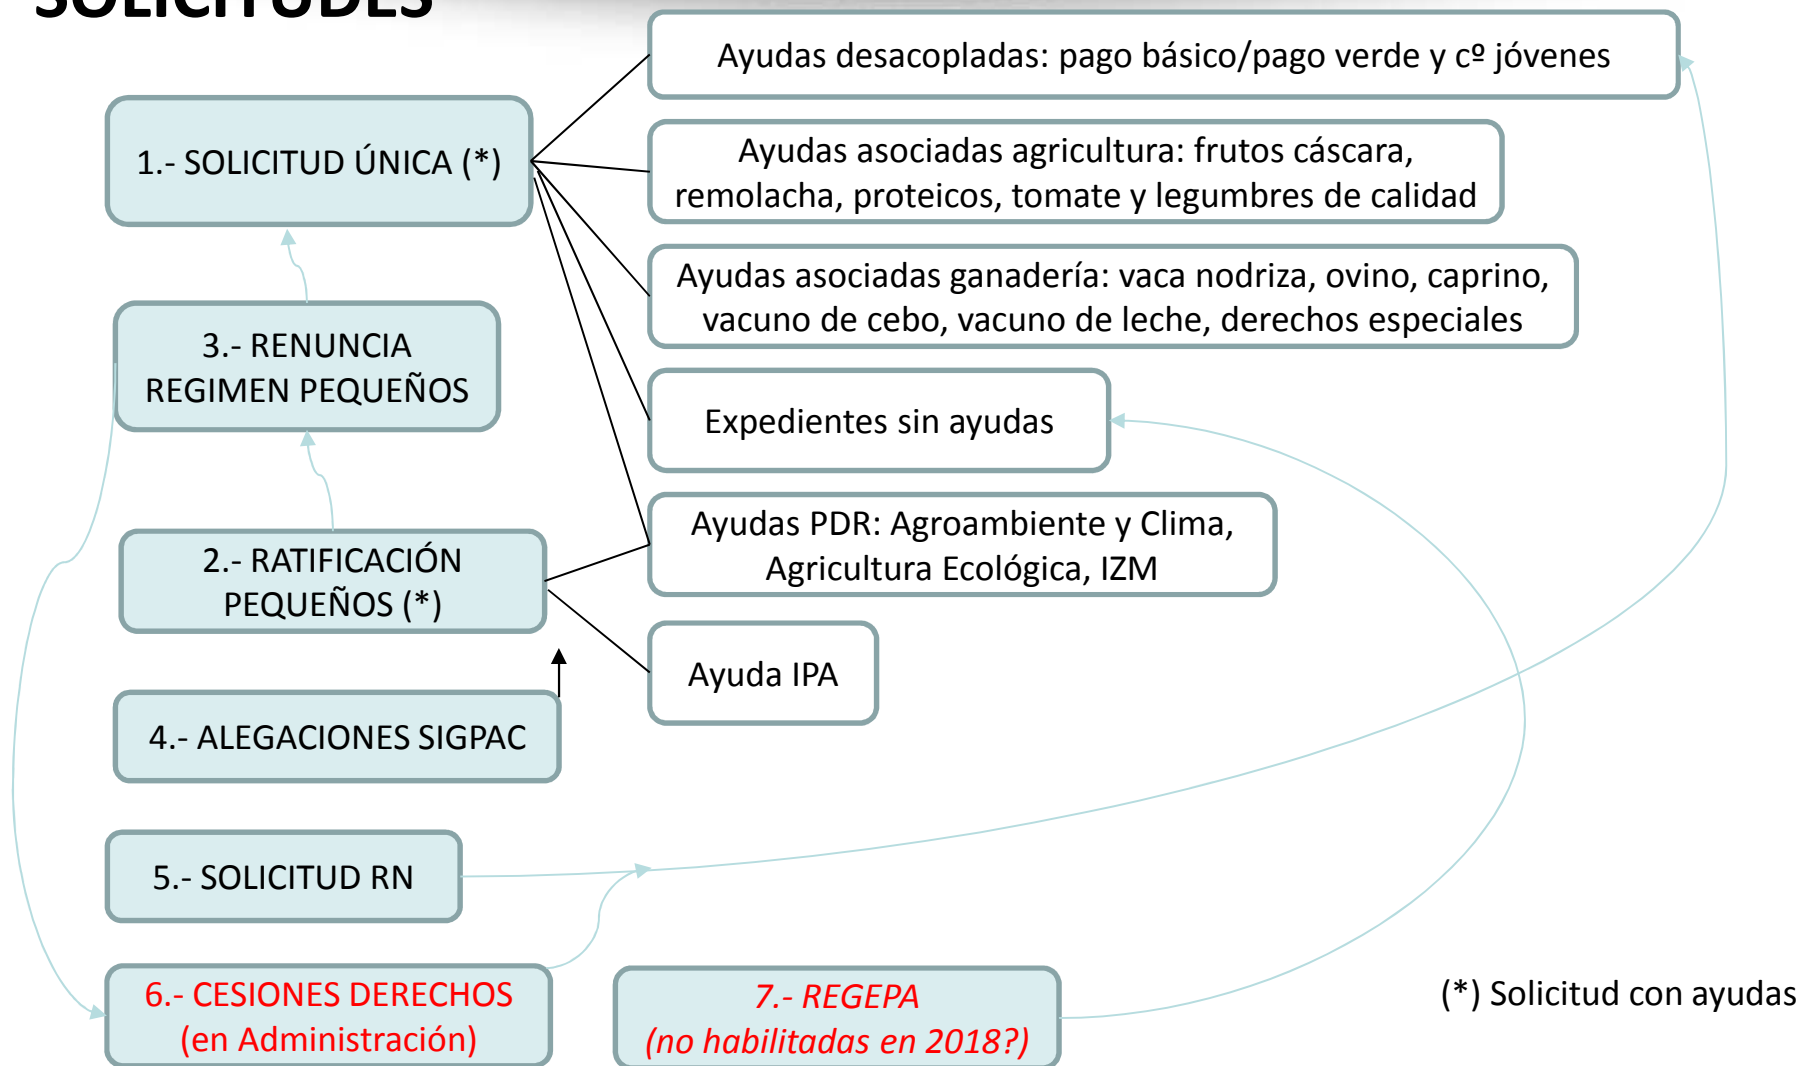 SOLICITUDES
Ayudas desacopladas: pago básico/pago verde y cº jóvenes
1.- SOLICITUD ÚNICA (*)
Ayudas asociadas agricultura: frutos cáscara,
remolacha, proteicos, tomate y legumbres de calidad
Ayudas asociadas ganadería: vaca nodriza, ovino, caprino,
vacuno de cebo, vacuno de leche, derechos especiales
3.- RENUNCIA
REGIMEN PEQUEÑOS
Expedientes sin ayudas
Ayudas PDR: Agroambiente y Clima,
Agricultura Ecológica, IZM
2.- RATIFICACIÓN
PEQUEÑOS (*)
Ayuda IPA
4.- ALEGACIONES SIGPAC
5.- SOLICITUD RN
6.- CESIONES DERECHOS
(en Administración)
7.- REGEPA
(no habilitadas en 2018?)
(*) Solicitud con ayudas